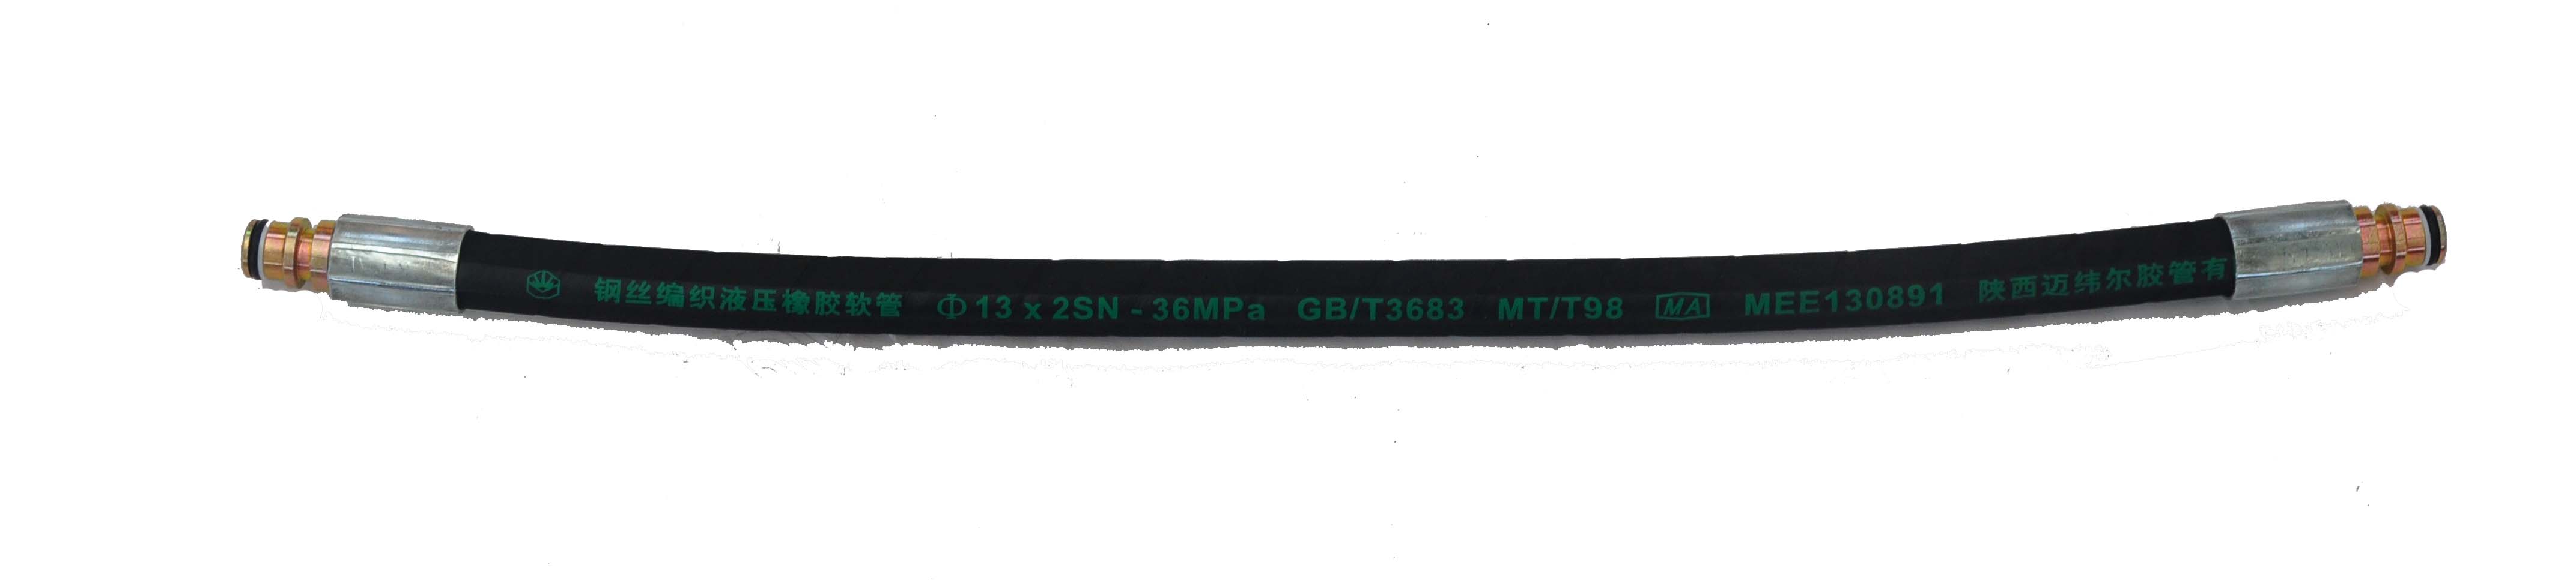 钢丝编织液压橡胶软管 Φ13 x 2SN - 36MPa GB/T3683 MT/T98 MA MEE130891 陕西迈纬尔胶管有